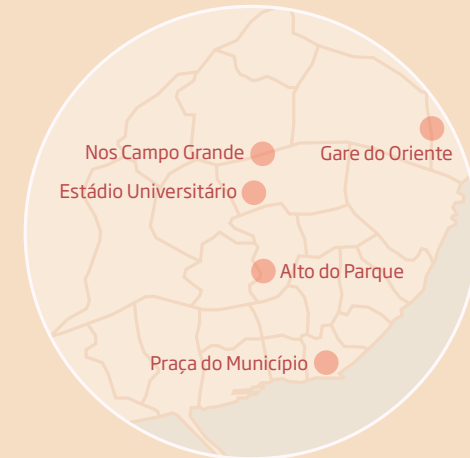 Nos Campo Grande
Gare do Oriente
Estádio Universitário
Alto do Parque
Praça do Município